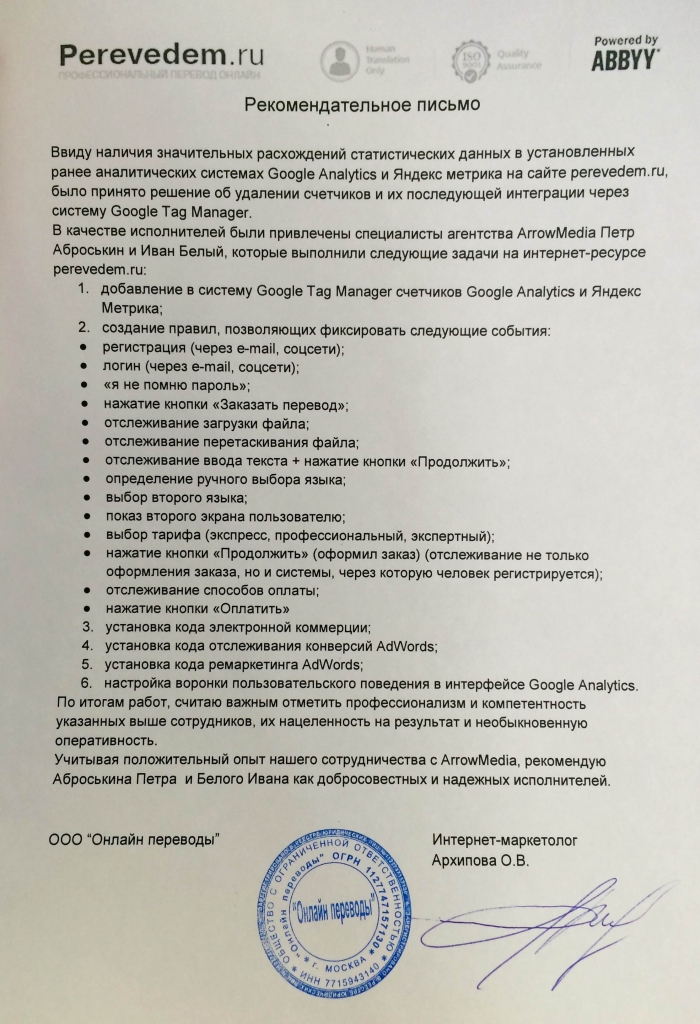 Perevedem.ru
ПРОФЕССИОНАЛЬНЫЙ ПЕРЕВОД ОНЛАЙН
Human
Translation
Only
ISO
9001
Quality
Assurance
Powered by
ABBYY
Рекомендательное письмо
Ввиду наличия значительных расхождений статистических данных в установленных
ранее аналитических системах Google Analytics и Яндекс метрика на сайте perevedem.ru,
было принято решение об удалении счетчиков и их последующей интеграции через
систему Google Tag Manager.
В качестве исполнителей были привлечены специалисты агентства ArrowMedia Петр
Аброськин и Иван Белый, которые выполнили следующие задачи на интернет-ресурсе
perevedem.ru:
1. добавление в систему Google Tag Manager счетчиков Google Analytics и Яндекс
Метрика;
2. создание правил, позволяющих фиксировать следующие события:
• регистрация (через e-mail, соцсети);
• логин (через e-mail, соцсети);
• «я не помню пароль»;
• нажатие кнопки «Заказать перевод»;
• отслеживание загрузки файла;
• отслеживание перетаскивания файла;
• отслеживание ввода текста + нажатие кнопки «Продолжить»;
• определение ручного выбора языка;
• выбор второго языка;
• показ второго экрана пользователю;
• выбор тарифа (экспресс, профессиональный, экспертный);
• нажатие кнопки «Продолжить» (оформил заказ) (отслеживание не только
оформления заказа, но и системы, через которую человек регистрируется);
• отслеживание способов оплаты;
• нажатие кнопки «Оплатить»
3. установка кода электронной коммерции;
4. установка кода отслеживания конверсий AdWords;
5. установка кода ремаркетинга AdWords;
6. настройка воронки пользовательского поведения в интерфейсе Google Analytics.
По итогам работ, считаю важным отметить профессионализм и компетентность
указанных выше сотрудников, их нацеленность на результат и необыкновенную
оперативность.
Учитывая положительный опыт нашего сотрудничества с ArrowMedia, рекомендую
Аброськина Петра и Белого Ивана как добросовестных и надежных исполнителей.
ООО “Онлайн переводы”
Интернет-маркетолог
Архипова О.В.
ОБЩЕСТВО С ОГРАНИЧЕННОЙ ОТВЕТСТВЕННОСТЬЮ
"Онлайн переводы" ОГРН 1127747157130
"Онлайн переводы"
* г. МОСКВА *
* ИНН 7715943140 *